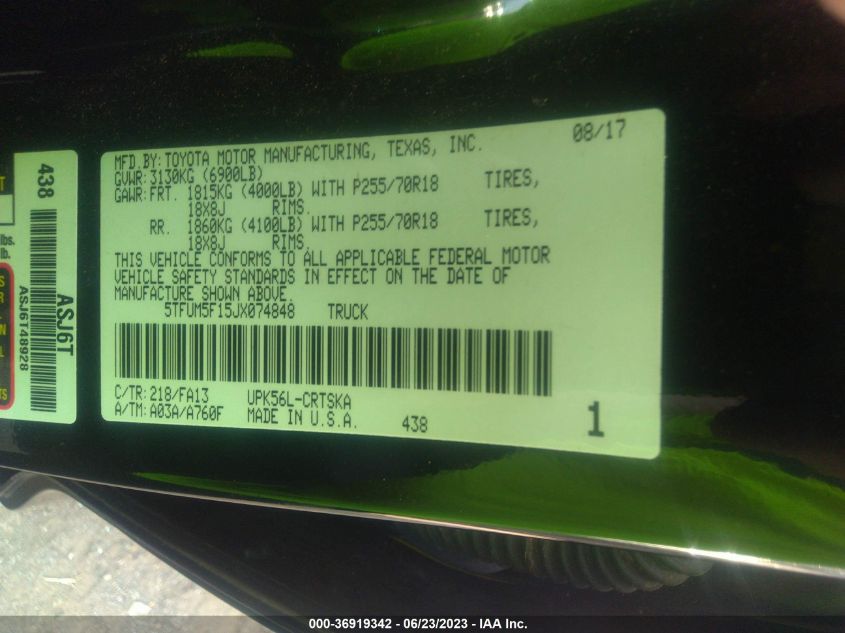 MFD.BY:TOYOTA MOTOR MANUFACTURING, TEXAS, INC. 08/17
GVWR:3130KG (6900LB)
GAWR:FRT. 1815KG (4000LB) WITH P255/70R18 TIRES,
18X8J RIMS.
RR. 1860KG (4100LB) WITH P255/70R18 TIRES,
18X8J RIMS.
THIS VEHICLE CONFORMS TO ALL APPLICABLE FEDERAL MOTOR
VEHICLE SAFETY STANDARDS IN EFFECT ON THE DATE OF
MANUFACTURE SHOWN ABOVE.
5TFUM5F15JX074848 TRUCK
C/TR:218/FA13 UPK56L-CRTSKA
A/TM:A03A/A760F MADE IN U.S.A. 438 1
438
ASJ6T
ASJ6T48928
lbs.
lb.
000-36919342 - 06/23/2023 - IAA Inc.